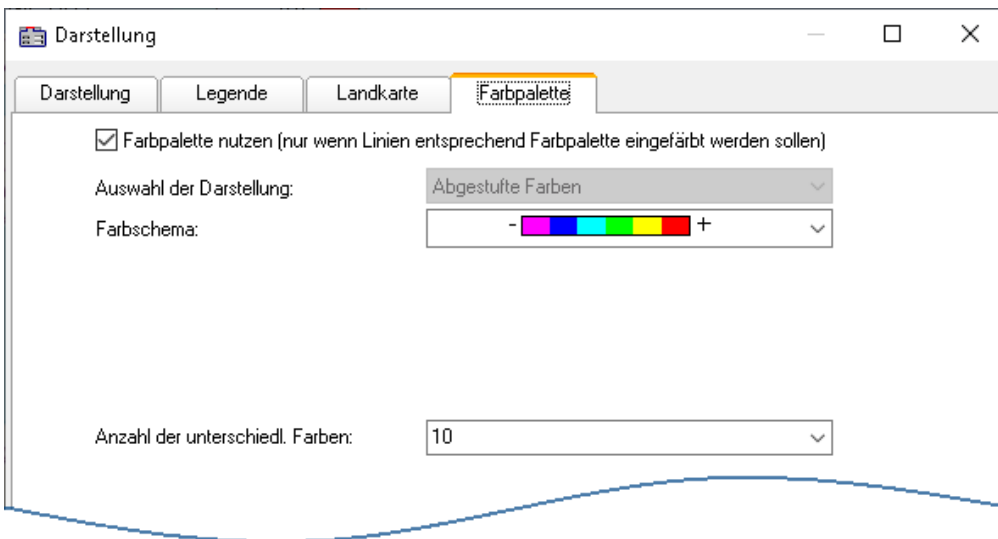 Darstellung
Darstellung Legende Landkarte Farbpalette
Farbpalette nutzen (nur wenn Linien entsprechend Farbpalette eingefärbt werden sollen)
Auswahl der Darstellung: Abgestufte Farben
Farbschema: - +
Anzahl der unterschiedl. Farben: 10